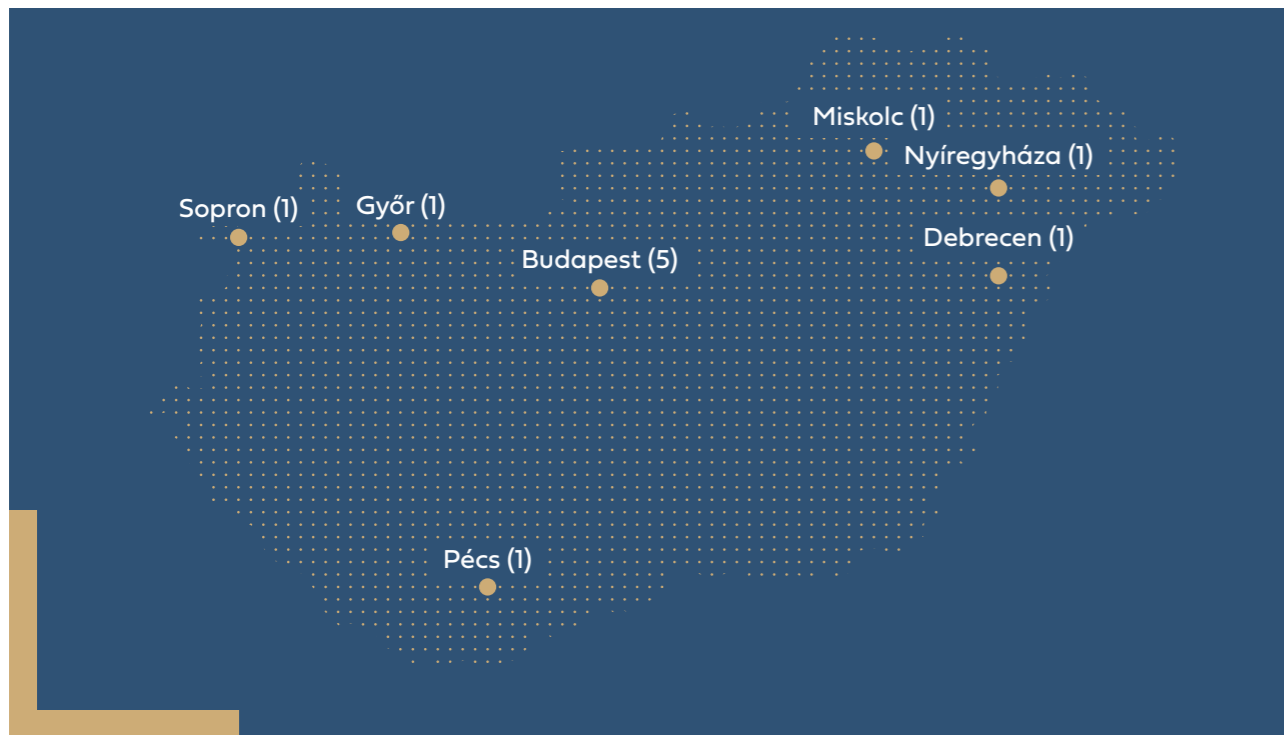 Miskolc (1)
Nyíregyháza (1)
Sopron (1)
Győr (1)
Debrecen (1)
Budapest (5)
Pécs (1)